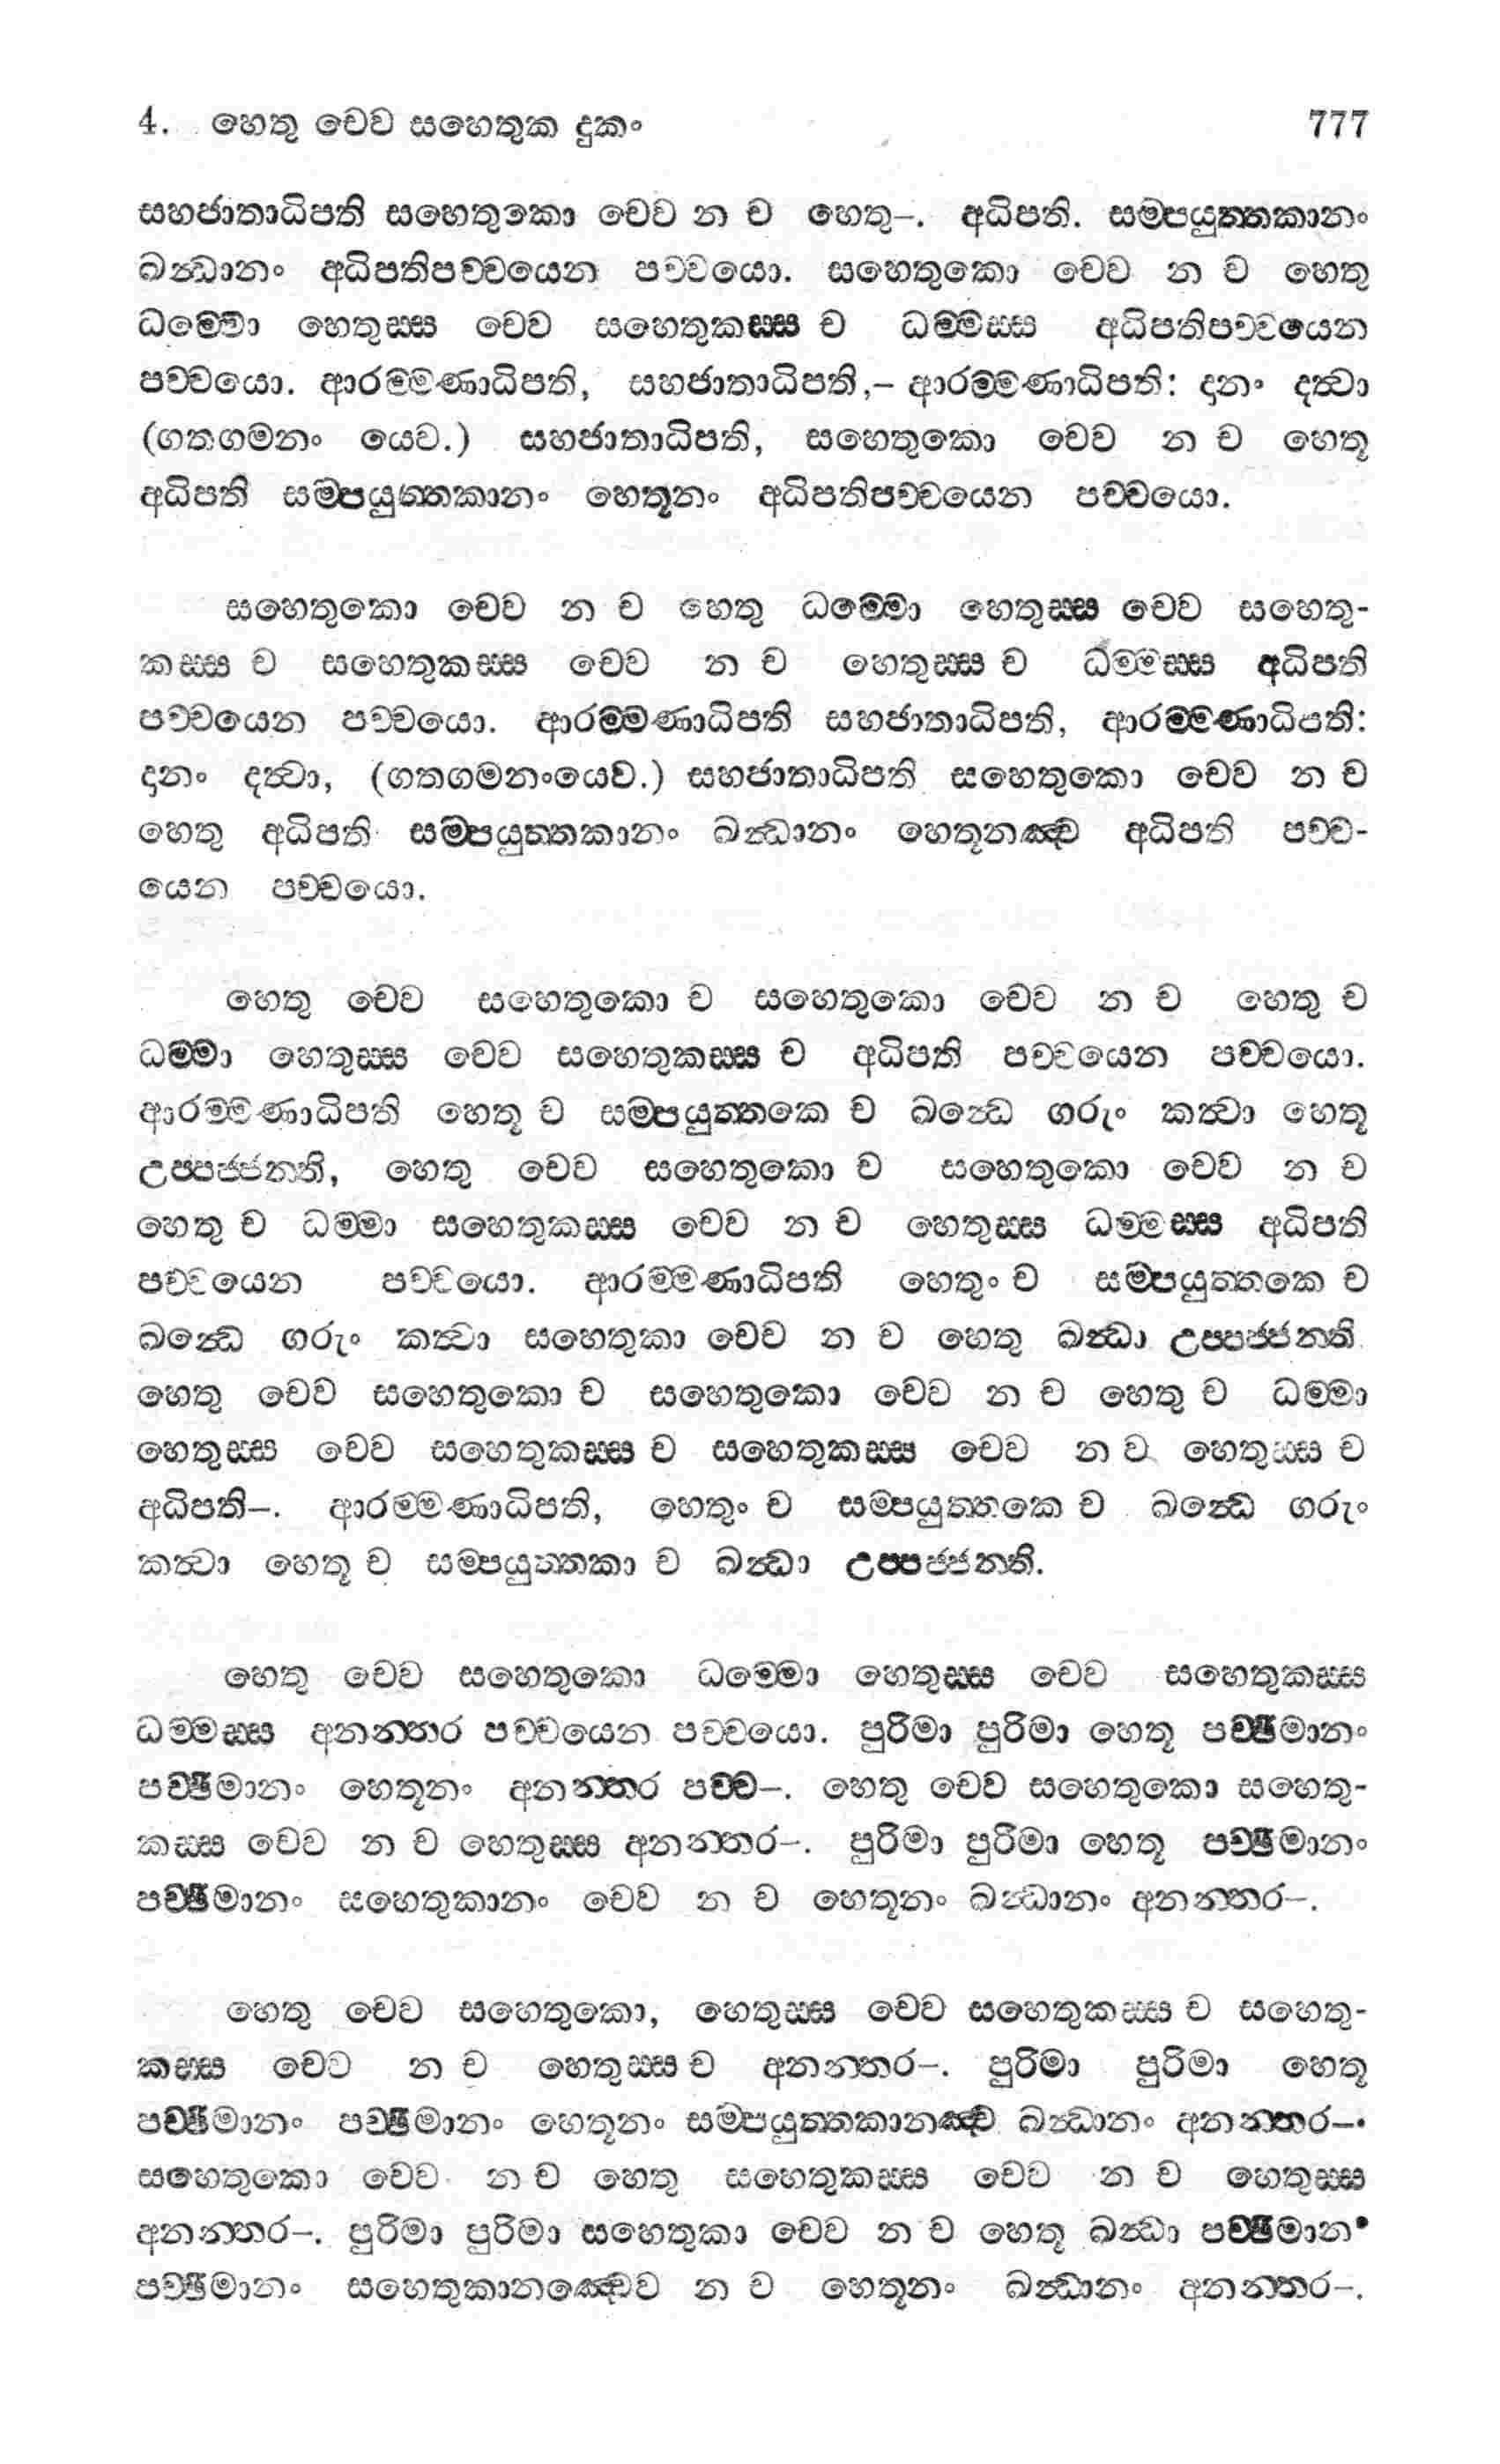 4. හෙතු චෙව සහෙතුක දුකං 777
සහජාතාධිපති සහෙතුකො චෙව න ච හෙතු–. අධිපති. සම්පයුත්තකානං
ඛන්ධානං අධිපතිපච්චයෙන පච්චයො. සහෙතුකො චෙව න ච හෙතු
ධම්මො හෙතුස්ස චෙව සහෙතුකස්ස ච ධම්මස්ස අධිපතිපච්චයෙන
පච්චයො. ආරම්මණාධිපති, සහජාතාධිපති,– ආරම්මණාධිපති: දානං දත්වා
(ගතගමනං යෙව.) සහජාතාධිපති, සහෙතුකො චෙව න ච හෙතූ
අධිපති සම්පයුත්තකානං හෙතූනං අධිපතිපච්චයෙන පච්චයො.
සහෙතුකො චෙව න ච හෙතු ධම්මො හෙතුස්ස චෙව සහෙතු-
කස්ස ච සහෙතුකස්ස චෙව න ච හෙතුස්ස ච ධම්මස්ස අධිපති
පච්චයෙන පච්චයො. ආරම්මණාධිපති සහජාතාධිපති, ආරම්මණාධිපති:
දානං දත්වා, (ගතගමනංයෙව.) සහජාතාධිපති සහෙතුකො චෙව න ච
හෙතු අධිපති සම්පයුත්තකානං ඛන්ධානං හෙතූනඤ්ච අධිපති පච්ච-
යෙන පච්චයො.
හෙතු චෙව සහෙතුකො ච සහෙතුකො චෙව න ච හෙතු ච
ධම්මා හෙතුස්ස චෙව සහෙතුකස්ස ච අධිපති පච්චයෙන පච්චයො.
ආරම්මණාධිපති හෙතූ ච සම්පයුත්තකෙ ච ඛන්ධෙ ගරුං කත්වා හෙතූ
උප්පජ්ජන්ති, හෙතු චෙව සහෙතුකො ච සහෙතුකො චෙව න ච
හෙතු ච ධම්මා සහෙතුකස්ස චෙව න ච හෙතුස්ස ධම්මස්ස අධිපති
පච්චයෙන පච්චයො. ආරම්මණාධිපති හෙතුං ච සම්පයුත්තකෙ ච
ඛන්ධෙ ගරුං කත්වා සහෙතුකා චෙව න ච හෙතු ඛන්ධා උප්පජ්ජන්ති.
හෙතු චෙව සහෙතුකො ච සහෙතුකො චෙව න ච හෙතු ච ධම්මා
හෙතුස්ස චෙව සහෙතුකස්ස ච සහෙතුකස්ස චෙව න ච හෙතුස්ස ච
අධිපති–. ආරම්මණාධිපති, හෙතුං ච සම්පයුත්තකෙ ච ඛන්ධෙ ගරුං
කත්වා හෙතූ ච සම්පයුත්තකා ච ඛන්ධා උප්පජ්ජන්ති.
හෙතු චෙව සහෙතුකො ධම්මො හෙතුස්ස චෙව සහෙතුකස්ස
ධම්මස්ස අනන්තර පච්චයෙන පච්චයො. පුරිමා පුරිමා හෙතූ පච්ඡිමානං
පච්ඡිමානං හෙතූනං අනන්තර පච්ච–. හෙතු චෙව සහෙතුකො සහෙතු-
කස්ස චෙව න ච හෙතුස්ස අනන්තර–. පුරිමා පුරිමා හෙතූ පච්ඡිමානං
පච්ඡිමානං සහෙතුකානං චෙව න ච හෙතූනං ඛන්ධානං අනන්තර–.
හෙතු චෙව සහෙතුකො, හෙතුස්ස චෙව සහෙතුකස්ස ච සහෙතු-
කස්ස චෙව න ච හෙතුස්ස ච අනන්තර–. පුරිමා පුරිමා හෙතූ
පච්ඡිමානං පච්ඡිමානං හෙතූනං සම්පයුත්තකානඤ්ච ඛන්ධානං අනන්තර–.
සහෙතුකො චෙව න ච හෙතු සහෙතුකස්ස චෙව න ච හෙතුස්ස
අනන්තර–. පුරිමා පුරිමා සහෙතුකා චෙව න ච හෙතූ ඛන්ධා පච්ඡිමානං
පච්ඡිමානං සහෙතුකානඤ්චෙව න ච හෙතූනං ඛන්ධානං අනන්තර–.